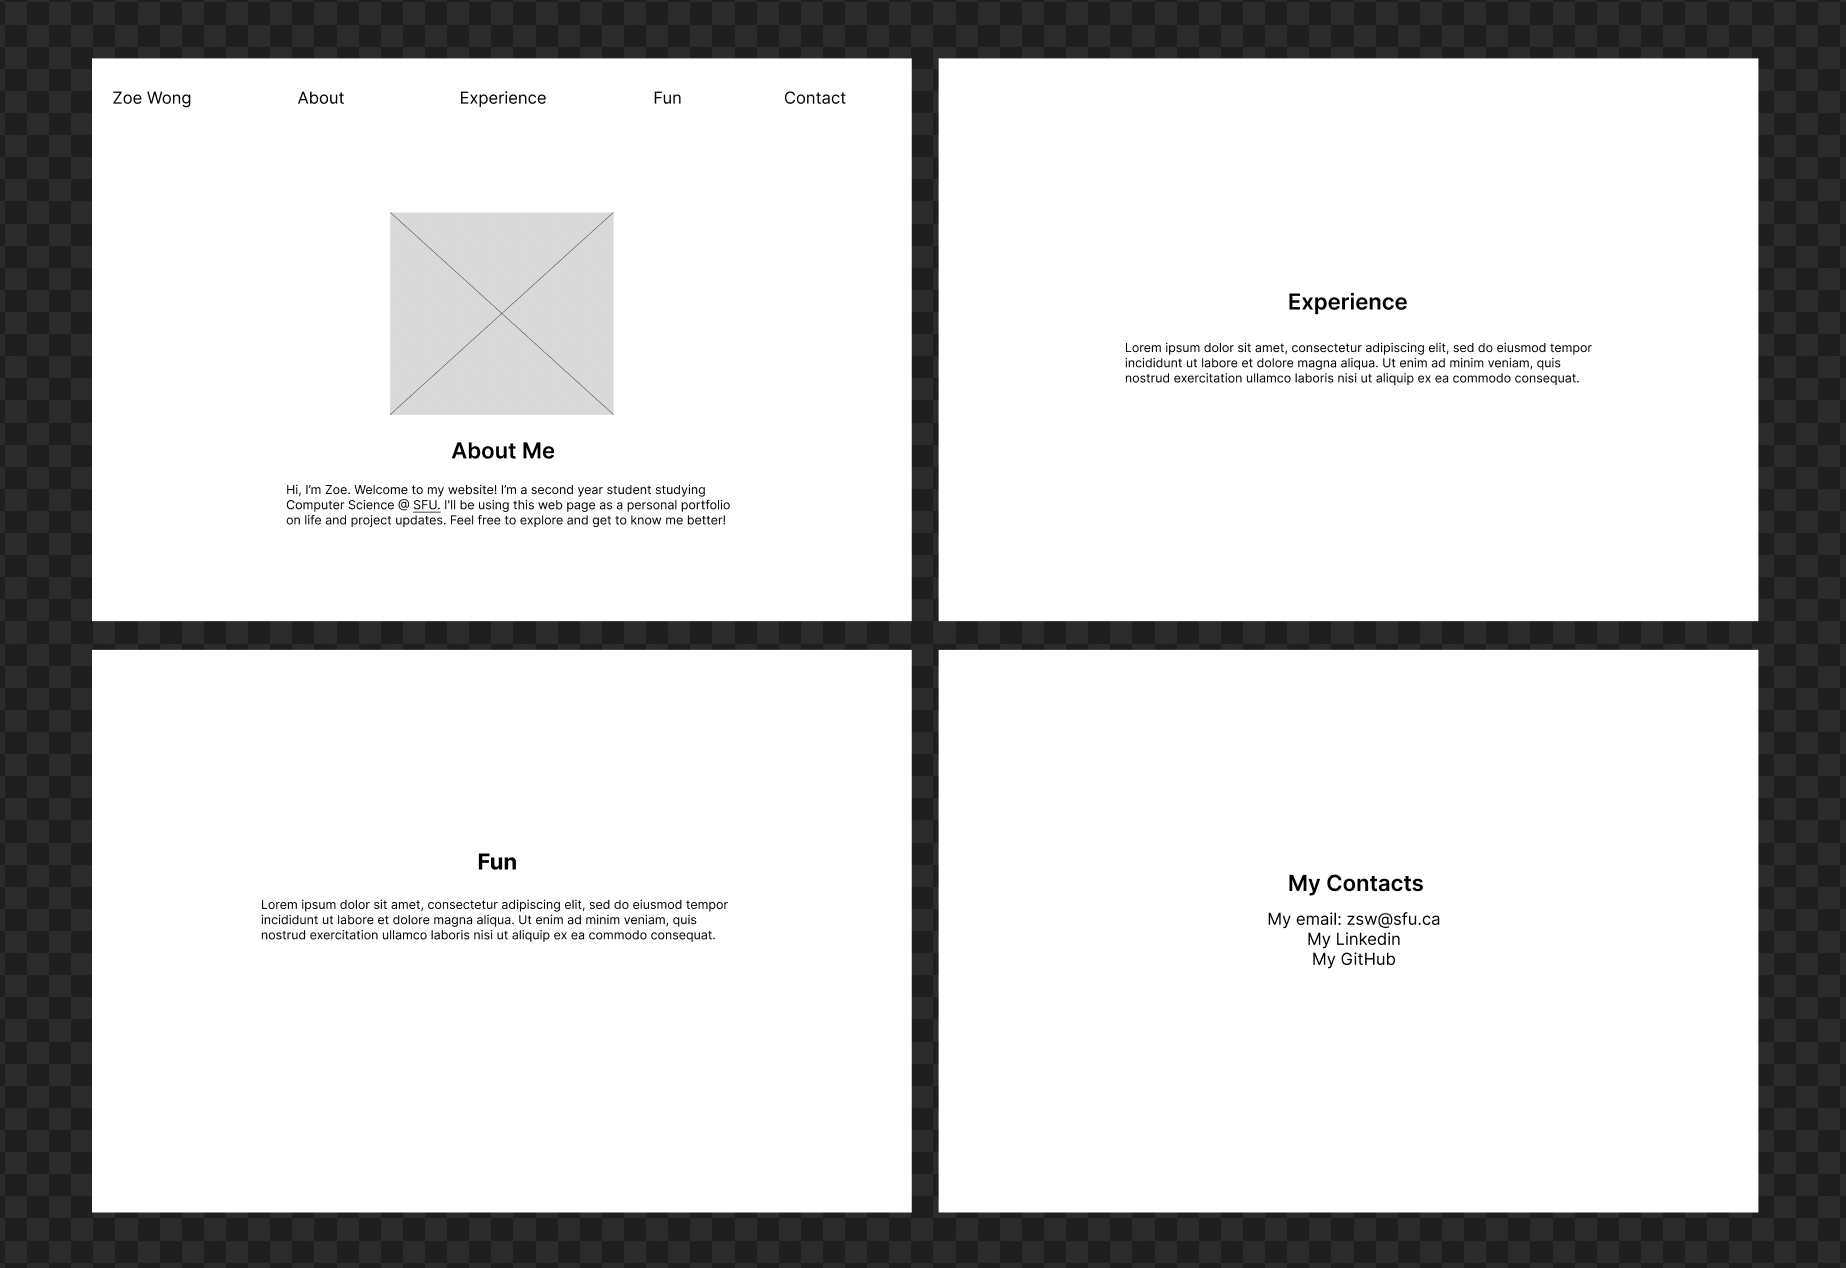 Zoe Wong About Experience Fun Contact
About Me
Hi, I’m Zoe. Welcome to my website! I’m a second year student studying
Computer Science @ SFU. I'll be using this web page as a personal portfolio
on life and project updates. Feel free to explore and get to know me better!
Experience
Lorem ipsum dolor sit amet, consectetur adipiscing elit, sed do eiusmod tempor
incididunt ut labore et dolore magna aliqua. Ut enim ad minim veniam, quis
nostrud exercitation ullamco laboris nisi ut aliquip ex ea commodo consequat.
Fun
Lorem ipsum dolor sit amet, consectetur adipiscing elit, sed do eiusmod tempor
incididunt ut labore et dolore magna aliqua. Ut enim ad minim veniam, quis
nostrud exercitation ullamco laboris nisi ut aliquip ex ea commodo consequat.
My Contacts
My email: zsw@sfu.ca
My Linkedin
My GitHub